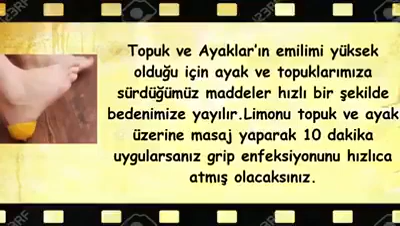 Topuk ve Ayaklar'ın emilimi yüksek
olduğu için ayak ve topuklarımıza
sürdüğümüz maddeler hızlı bir şekilde
bedenimize yayılır.Limonu topuk ve ayak
üzerine masaj yaparak 10 dakika
uygularsanız grip enfeksiyonunu hızlıca
atmış olacaksınız.